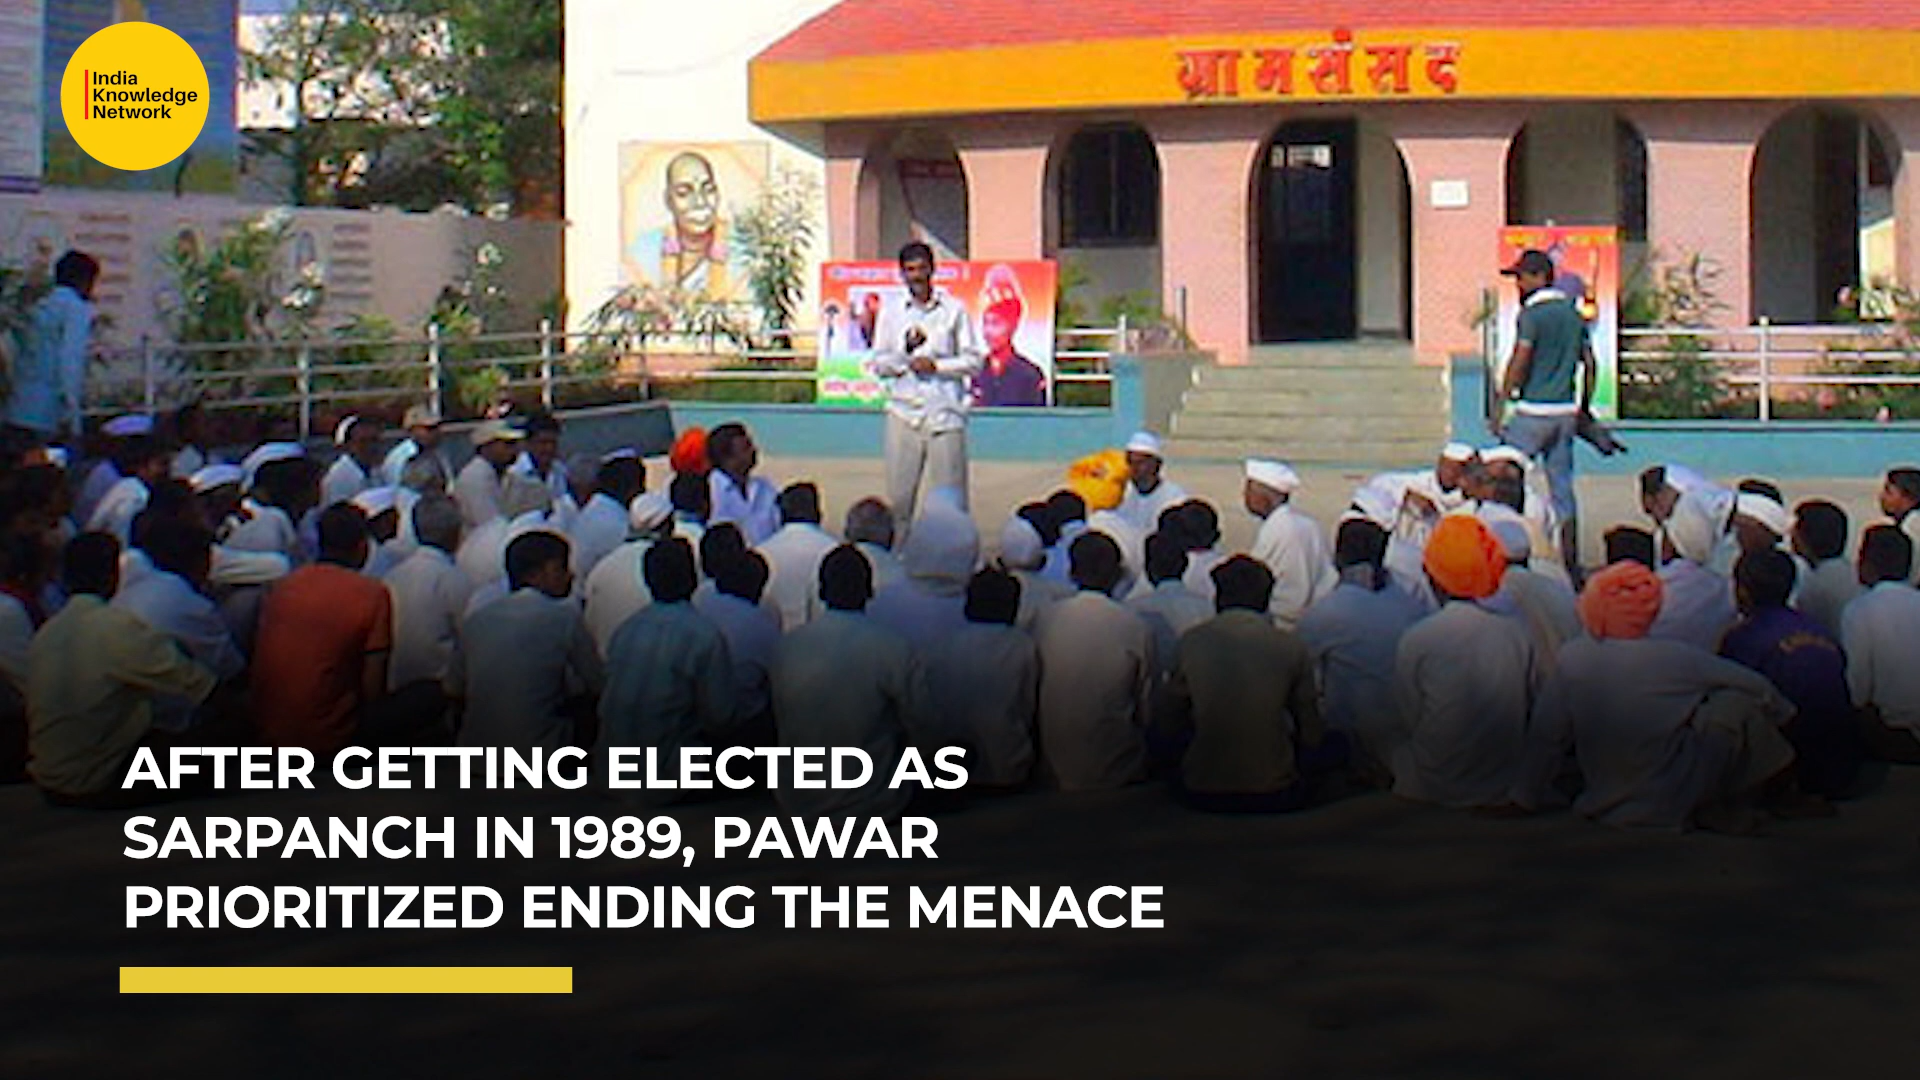 India
Knowledge
Network
ग्रामसंसद
AFTER GETTING ELECTED AS
SARPANCH IN 1989, PAWAR
PRIORITIZED ENDING THE MENACE